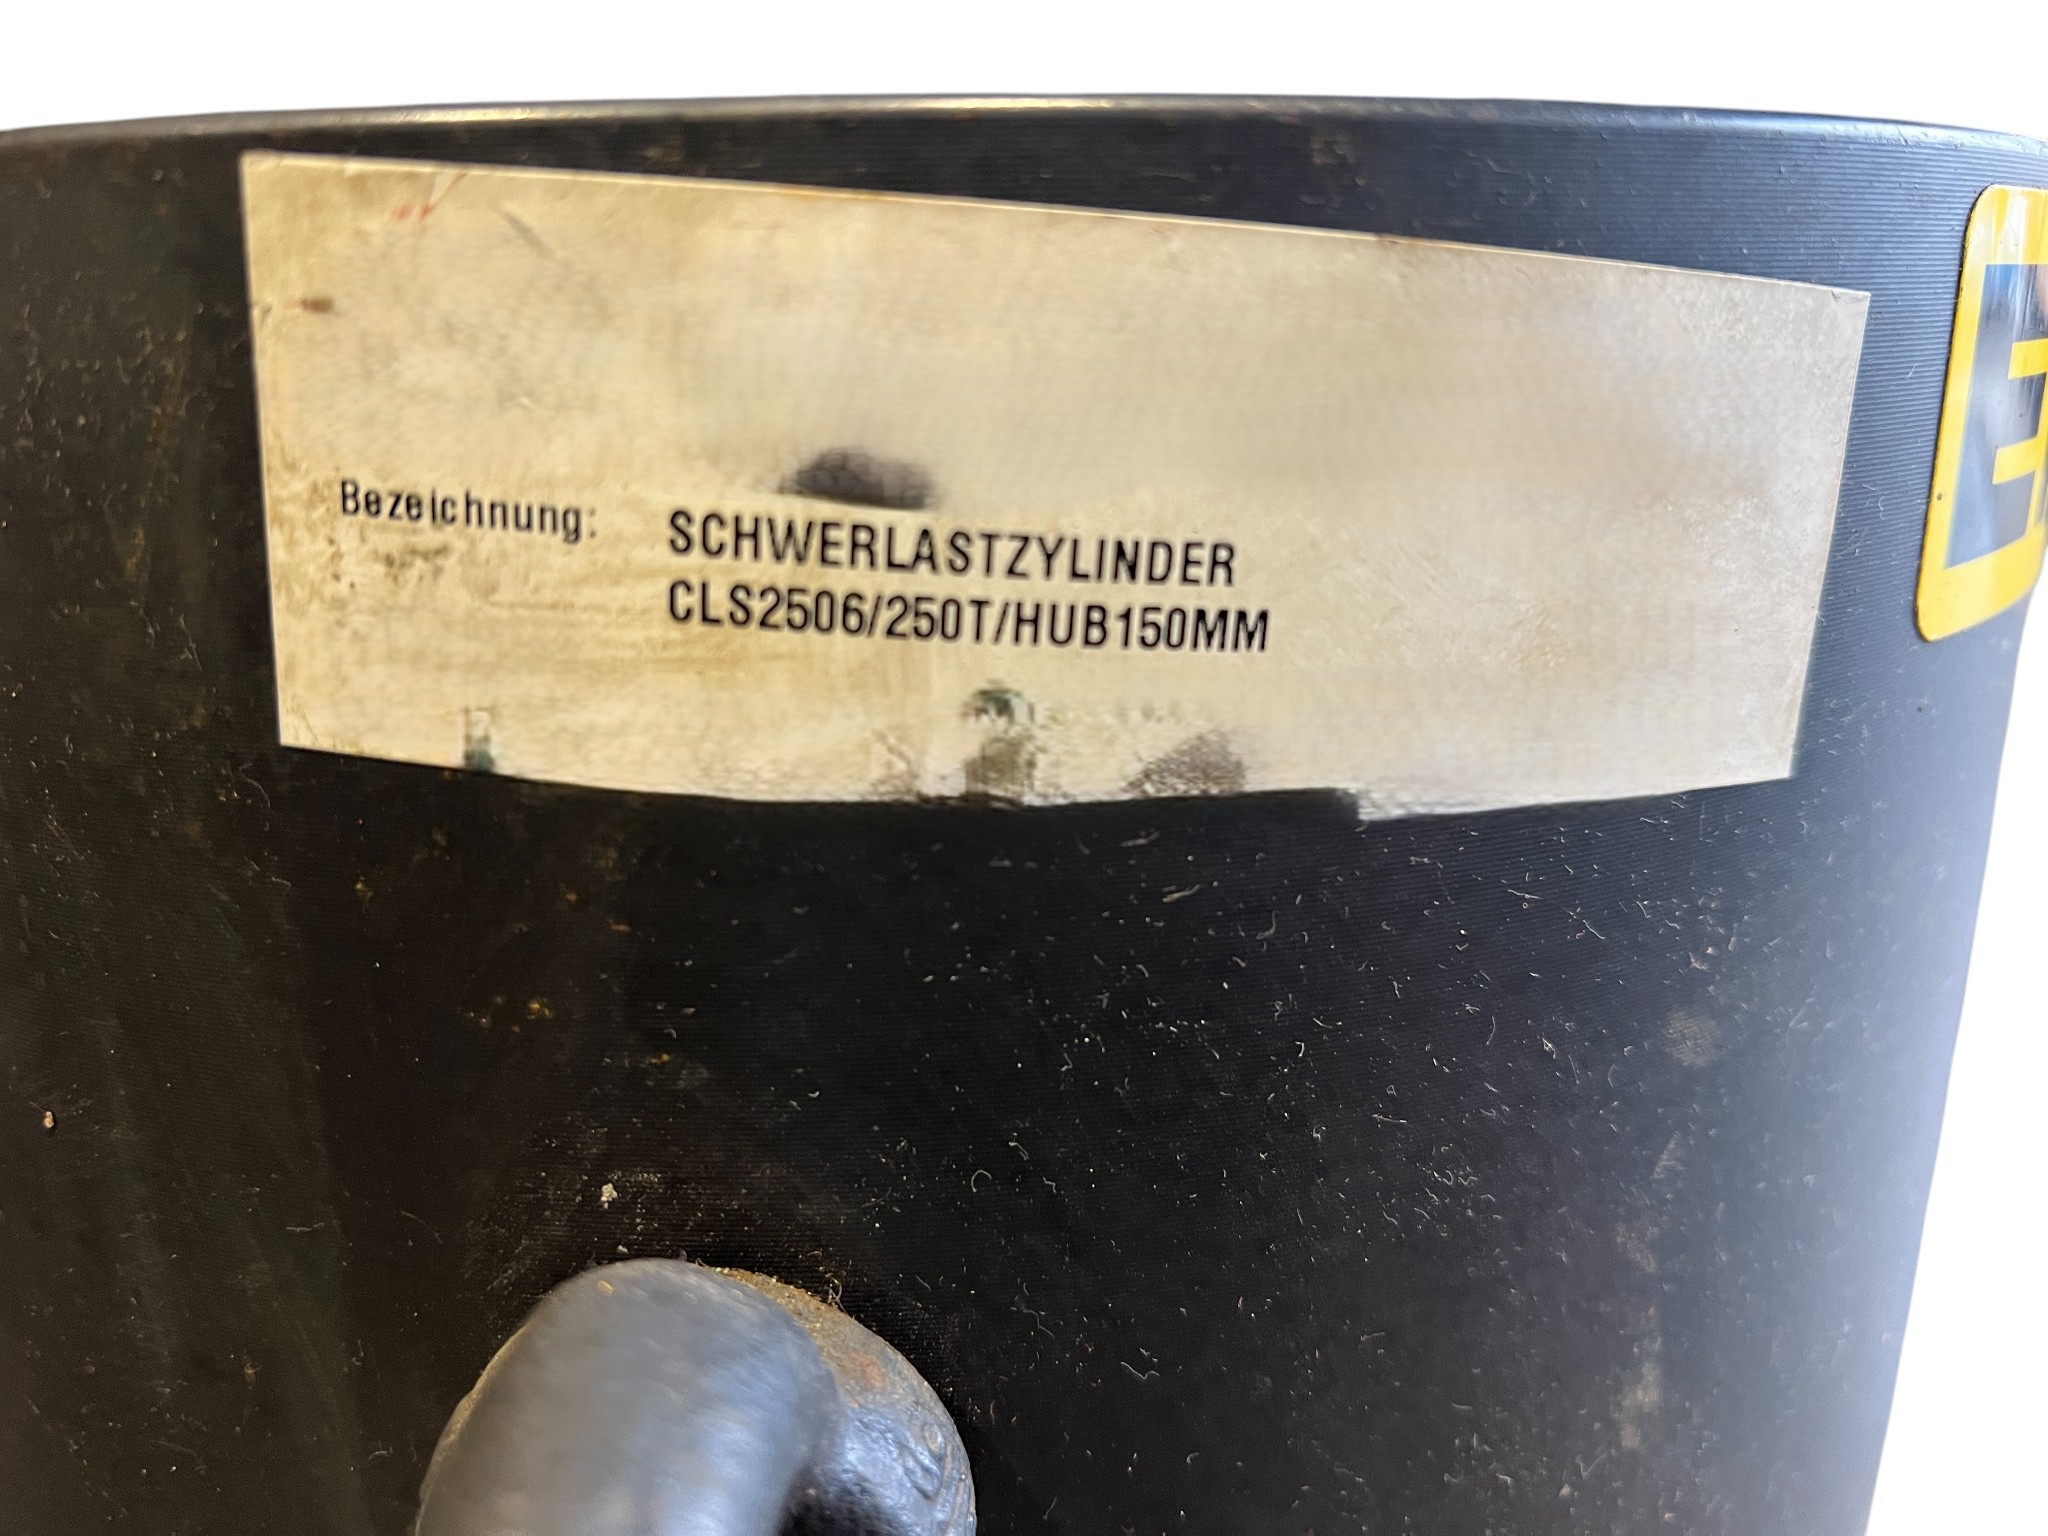 Bezeichnung: SCHWERLASTZYLINDER
CLS2506/250T/HUB150MM
E